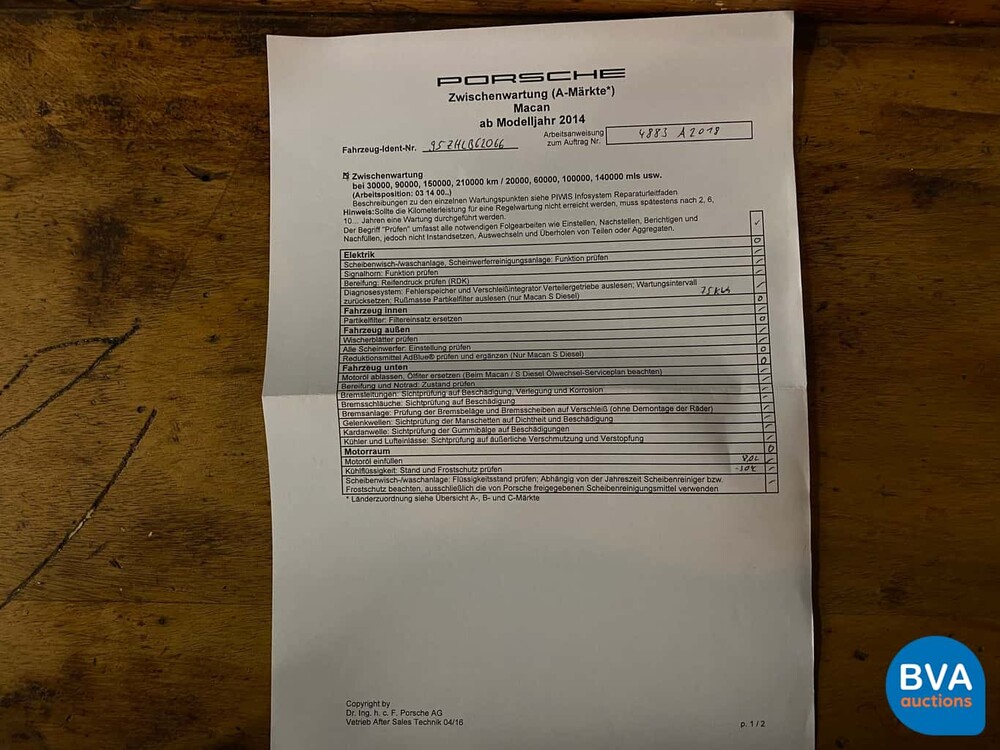 PORSCHE
Zwischenwartung (A-Märkte*)
Macan
ab Modelljahr 2014
Fahrzeug-Ident-Nr.
Arbeitsanweisung
zum Auftrag Nr. 4883 A2018
Zwischenwartung
bei 30000, 90000, 150000, 210000 km / 20000, 60000, 100000, 140000 mls usw.
(Arbeitsposition: 03 14 00..)
Beschreibungen zu den einzelnen Wartungspunkten siehe PIWIS Infosystem Reparaturleitfaden
Hinweis:Sollte die Kilometerleistung für eine Regelwartung nicht erreicht werden, muss spätestens nach 2, 6,
10... Jahren eine Wartung durchgeführt werden.
Der Begriff "Prüfen" umfasst alle notwendigen Folgearbeiten wie Einstellen, Nachstellen, Berichtigen und
Nachfüllen, jedoch nicht Instandsetzen, Auswechseln und Überholen von Teilen oder Aggregaten.
Elektrik
Scheibenwisch-/waschanlage, Scheinwerferreinigungsanlage: Funktion prüfen
Signalhorn: Funktion prüfen
Bereifung: Reifendruck prüfen (RDK)
Diagnosesystem: Fehlerspeicher und Verschleißintegrator Verteilergetriebe auslesen; Wartungsintervall
zurücksetzen; Rußmasse Partikelfilter auslesen (nur Macan S Diesel)
Fahrzeug innen
Partikelfilter: Filtereinsatz ersetzen
Fahrzeug außen
Wischerblätter prüfen
Alle Scheinwerfer: Einstellung prüfen
Reduktionsmittel AdBlue® prüfen und ergänzen (Nur Macan S Diesel)
Fahrzeug unten
Motoröl ablassen, Ölfilter ersetzen (Beim Macan / S Diesel Ölwechsel-Serviceplan beachten)
Bereifung und Notrad: Zustand prüfen
Bremsleitungen: Sichtprüfung auf Beschädigung, Verlegung und Korrosion
Bremsschläuche: Sichtprüfung auf Beschädigung
Bremsanlage: Prüfung der Bremsbeläge und Bremsscheiben auf Verschleiß (ohne Demontage der Räder)
Gelenkwellen: Sichtprüfung der Manschetten auf Dichtheit und Beschädigung
Kardanwelle: Sichtprüfung der Gummibälge auf Beschädigungen
Kühler und Lufteinlässe: Sichtprüfung auf äußerliche Verschmutzung und Verstopfung
Motorraum
Motoröl einfüllen
Kühlflüssigkeit: Stand und Frostschutz prüfen
Scheibenwisch-/waschanlage: Flüssigkeitsstand prüfen; Abhängig von der Jahreszeit Scheibenreiniger bzw.
Frostschutz beachten, ausschließlich die von Porsche freigegebenen Scheibenreinigungsmittel verwenden
* Länderzuordnung siehe Übersicht A-, B- und C-Märkte
Copyright by
Dr. Ing. h. c. F. Porsche AG
Vetrieb After Sales Technik 04/16
p. 1 / 2
BVA
auctions